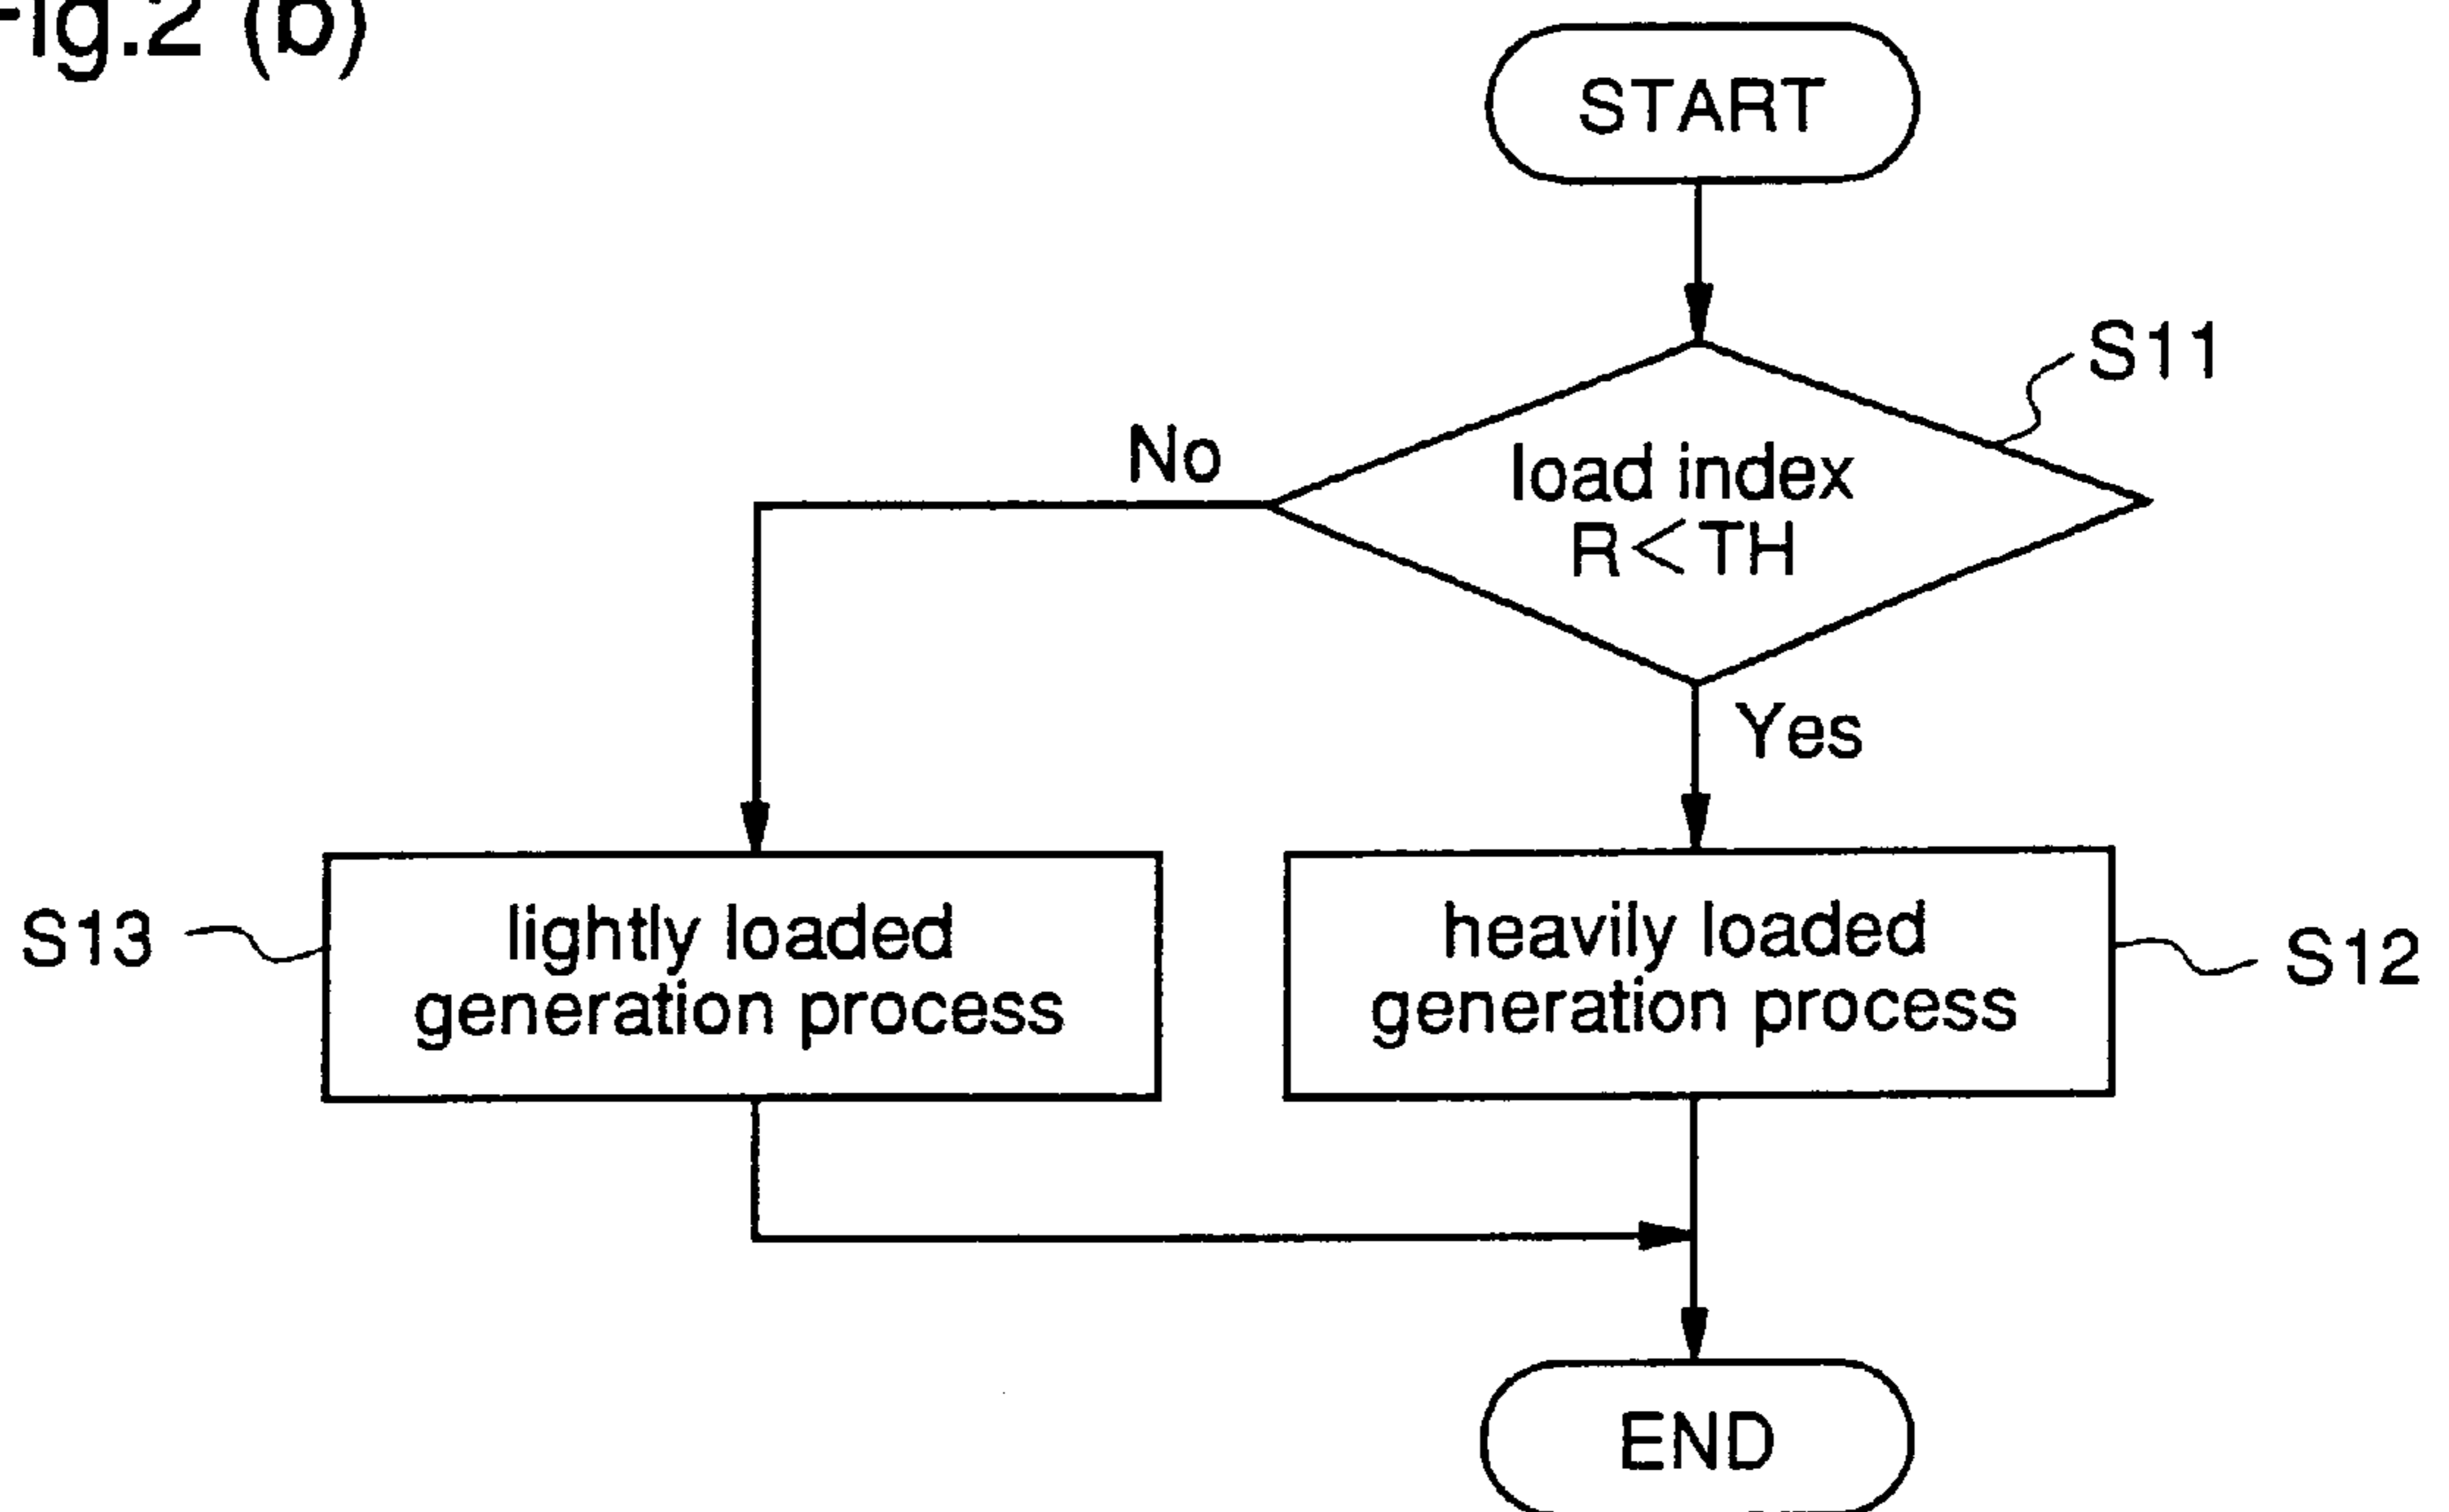 Fig.2 (b)
START
S11
load index
R<TH
No
Yes
S13
lightly loaded
generation process
heavily loaded
generation process
S12
END